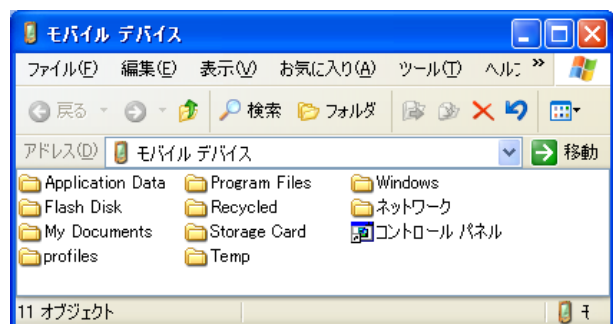 モバイル デバイス
ファイル(F) 編集(E) 表示(V) お気に入り(A) ツール(T) ヘルプ »
戻る 検索 フォルダ
アドレス(D) モバイル デバイス 移動
Application Data Program Files Windows
Flash Disk Recycled ネットワーク
My Documents Storage Card コントロール パネル
profiles Temp
11 オブジェクト モ